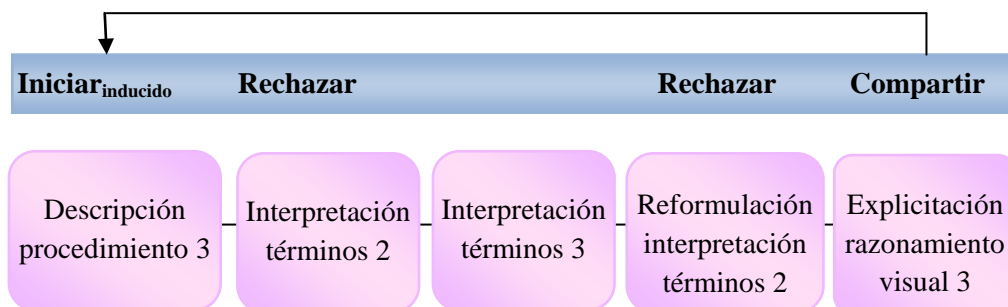 Iniciar inducido Rechazar Rechazar Compartir
Descripción
procedimiento 3
Interpretación
términos 2
Interpretación
términos 3
Reformulación
interpretación
términos 2
Explicitación
razonamiento
visual 3